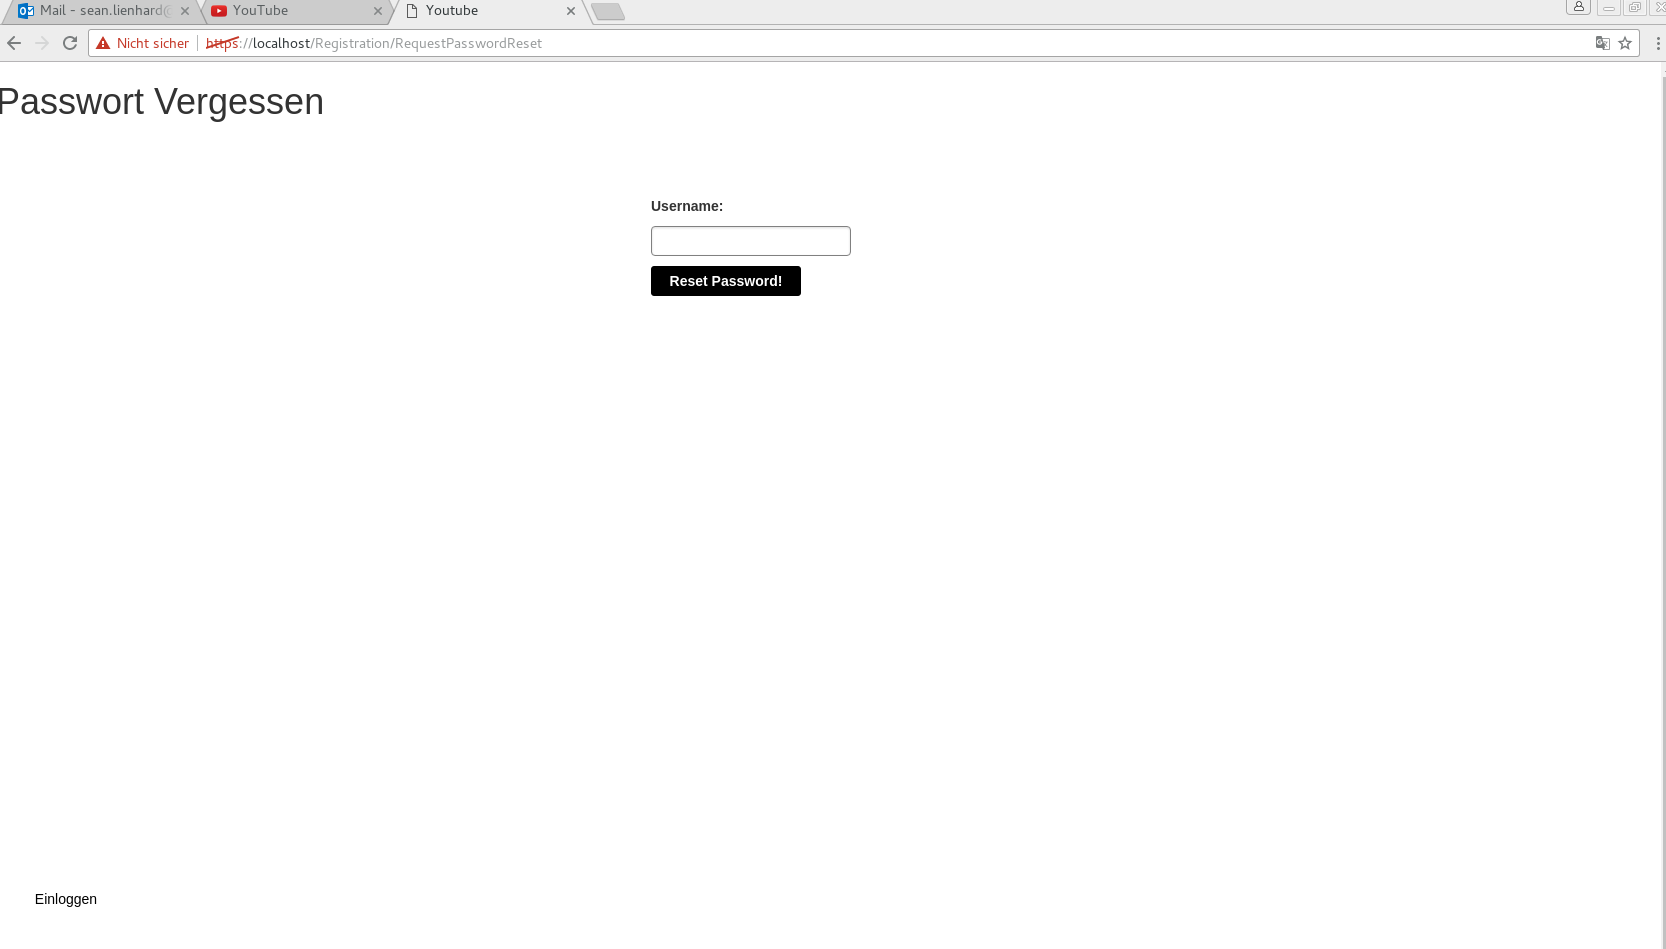 Mail - sean.lienhard@ YouTube Youtube
Nicht sicher https://localhost/Registration/RequestPasswordReset
Passwort Vergessen
Username:
Reset Password!
Einloggen